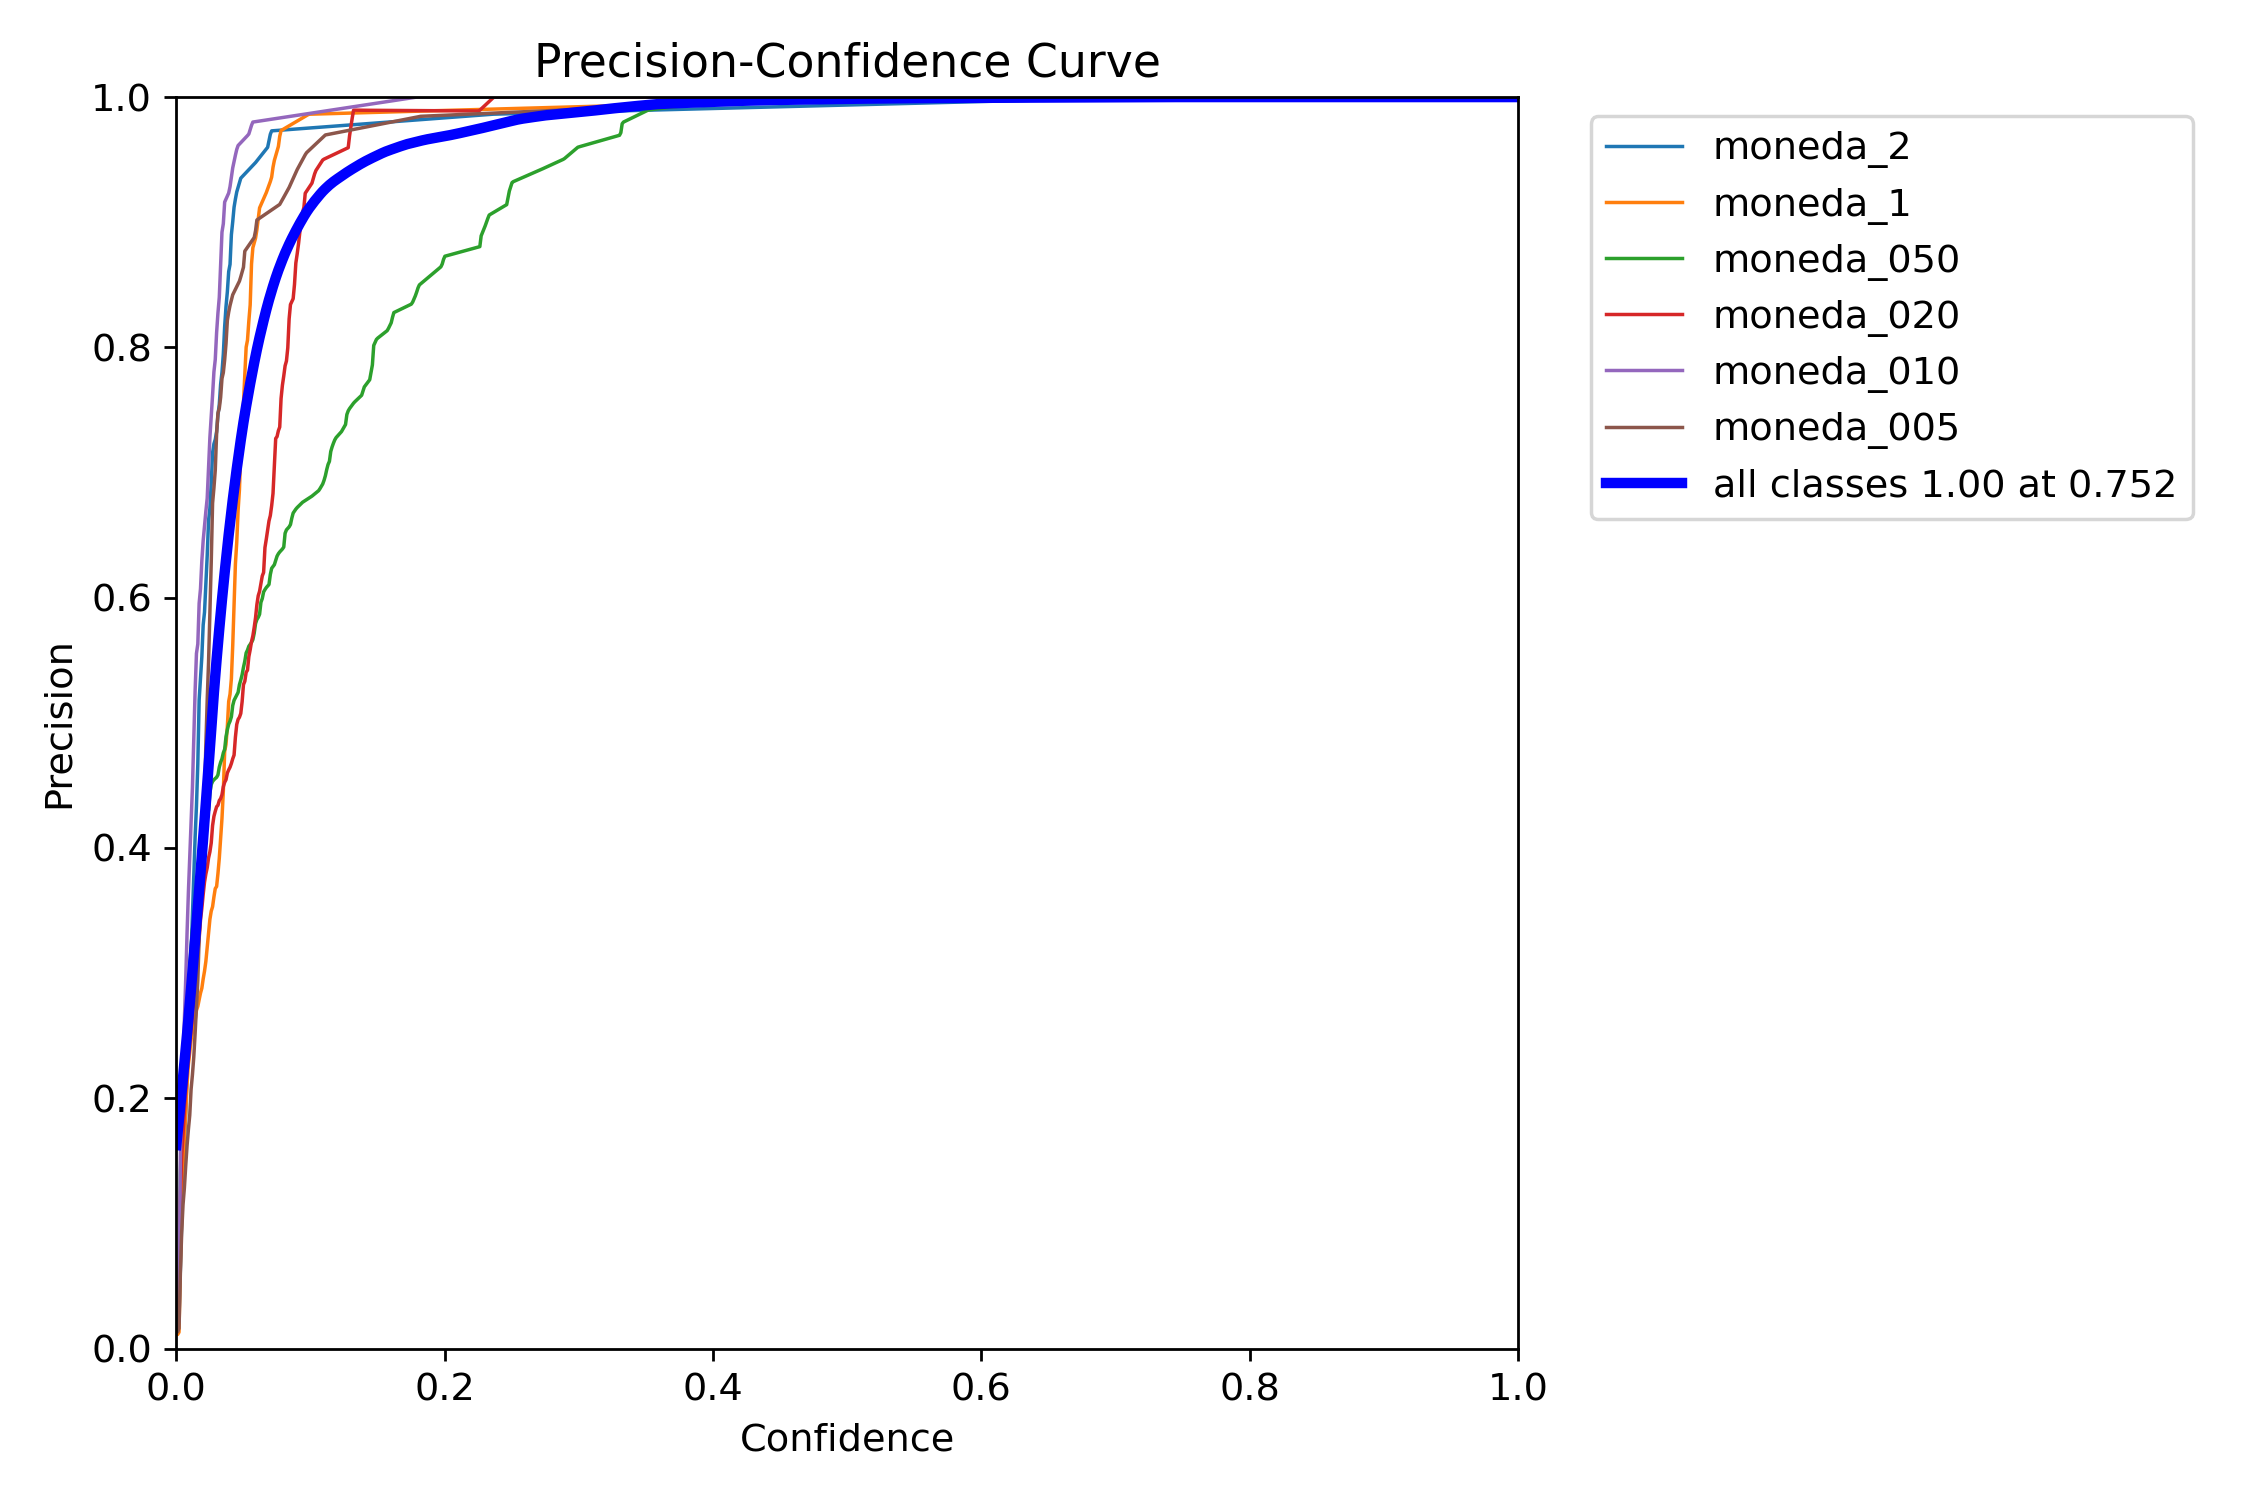 Precision-Confidence Curve
1.0
0.8
0.6
0.4
0.2
0.0
Precision
0.0 0.2 0.4 0.6 0.8 1.0
Confidence
moneda_2
moneda_1
moneda_050
moneda_020
moneda_010
moneda_005
all classes 1.00 at 0.752